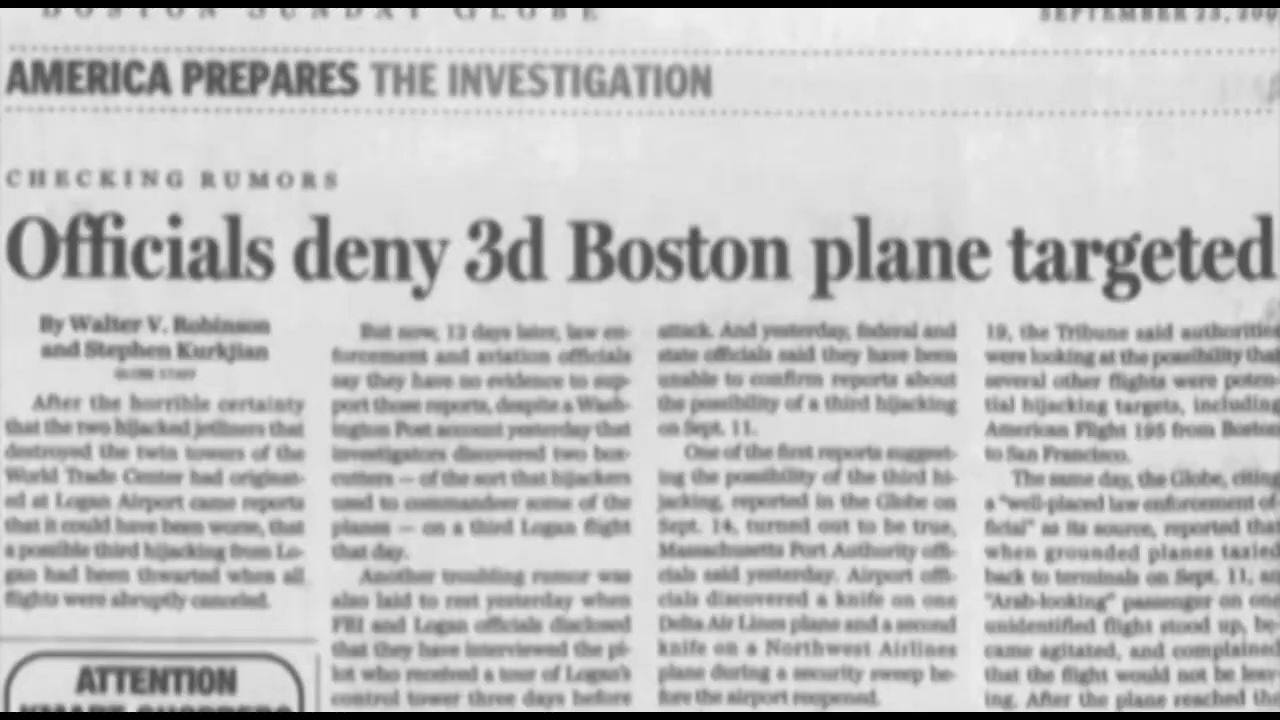 BOSTON SUNDAY GLOBE
SEPTEMBER 23, 200
AMERICA PREPARES THE INVESTIGATION
CHECKING RUMORS
Officials deny 3d Boston plane targeted
By Walter V. Robinson
and Stephen Kurkjian
GLOBE STAFF
After the horrible certainty
that the two hijacked jetliners that
destroyed the twin towers of the
World Trade Center had originat-
ed at Logan Airport came reports
that it could have been worse, that
a possible third hijacking from Lo-
gan had been thwarted when all
flights were abruptly canceled.
ATTENTION
KMART SHOPPERS
But now, 12 days later, law en-
forcement and aviation officials
say they have no evidence to sup-
port those reports, despite a Wash-
ington Post account yesterday that
investigators discovered two box-
cutters — of the sort that hijackers
used to commandeer some of the
planes — on a third Logan flight
that day.
Another troubling rumor was
also laid to rest yesterday when
FBI and Logan officials disclosed
that they have interviewed the pi-
lot who received a tour of Logan's
control tower three days before
attack. And yesterday, federal and
state officials said they have been
unable to confirm reports about
the possibility of a third hijacking
on Sept. 11.
One of the first reports suggest-
ing the possibility of the third hi-
jacking, reported in the Globe on
Sept. 14, turned out to be true,
Massachusetts Port Authority offi-
cials said yesterday. Airport offi-
cials discovered a knife on one
Delta Air Lines plane and a second
knife on a Northwest Airlines
plane during a security sweep be-
fore the airport reopened.
19, the Tribune said authorities
were looking at the possibility that
several other flights were poten-
tial hijacking targets, including
American Flight 195 from Boston
to San Francisco.
The same day, the Globe, citing
a "well-placed law enforcement of-
ficial" as its source, reported that
when grounded planes taxied
back to terminals on Sept. 11, an
"Arab-looking" passenger on one
unidentified flight stood up, be-
came agitated, and complained
that the flight would not be leav-
ing. After the plane reached the